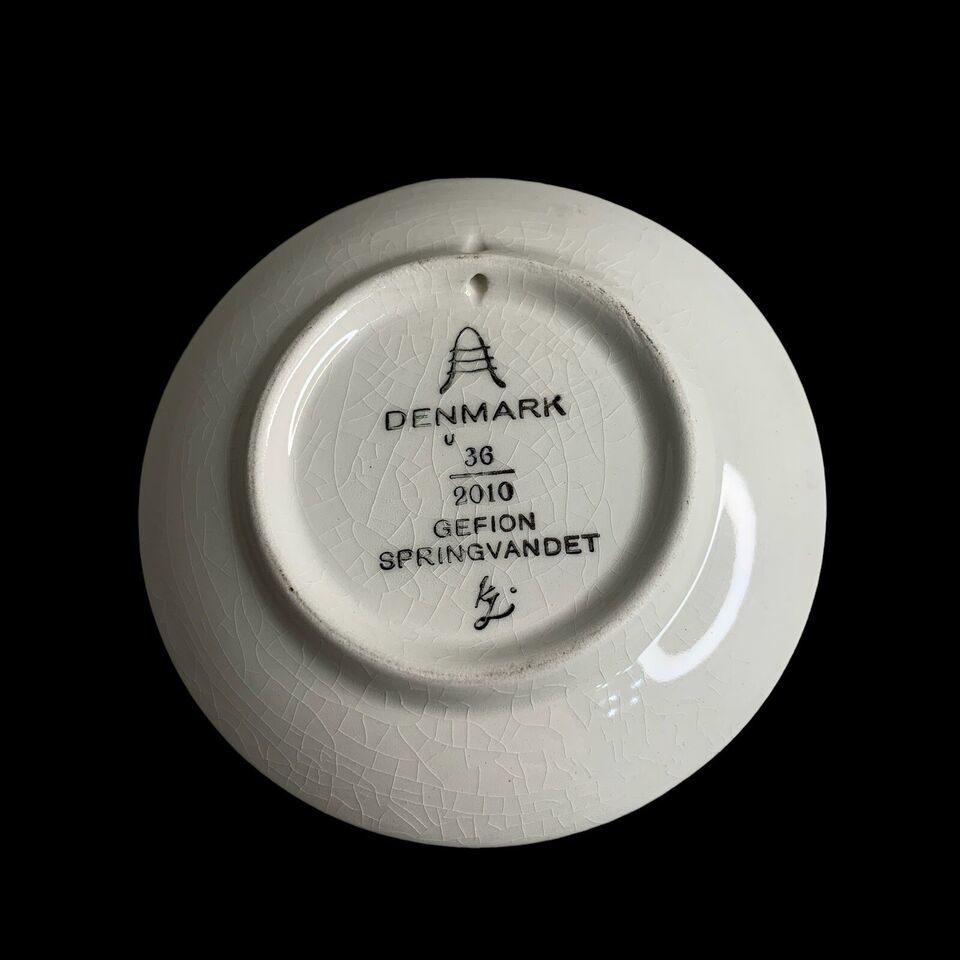 DENMARK
U
36
2010
GEFION
SPRINGVANDET